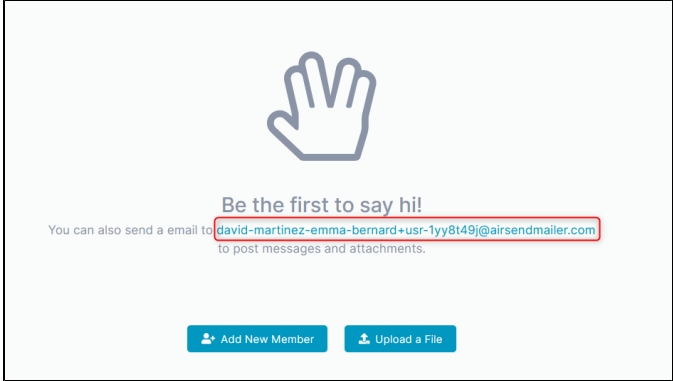 Be the first to say hi!
You can also send a email to david-martinez-emma-bernard+usr-1yy8t49j@airsendmailer.com
to post messages and attachments.
Add New Member
Upload a File